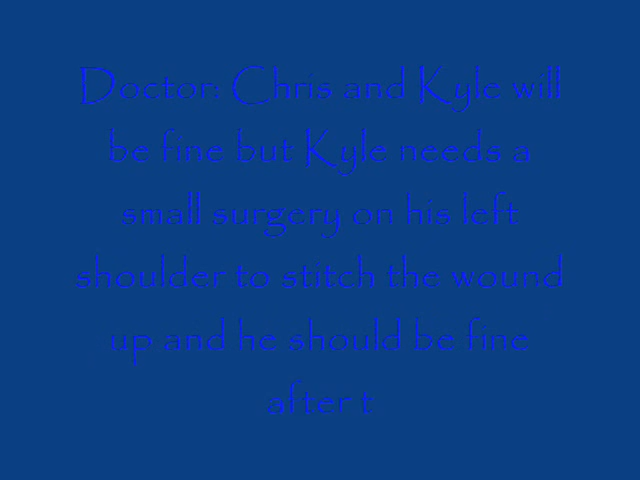 Doctor: Chris and Kyle will
be fine but Kyle needs a
small surgery on his left
shoulder to stitch the wound
up and he should be fine
after t